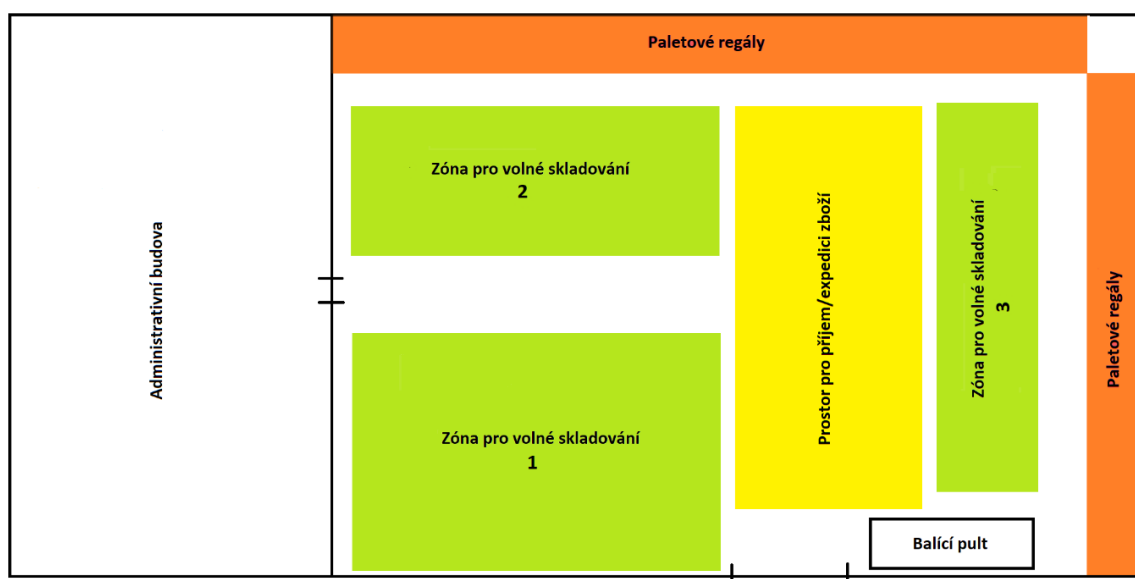 Paletové regály
Administrativní budova
Zóna pro volné skladování
2
Zóna pro volné skladování
1
Prostor pro příjem/expedici zboží
Zóna pro volné skladování
3
Paletové regály
Balící pult